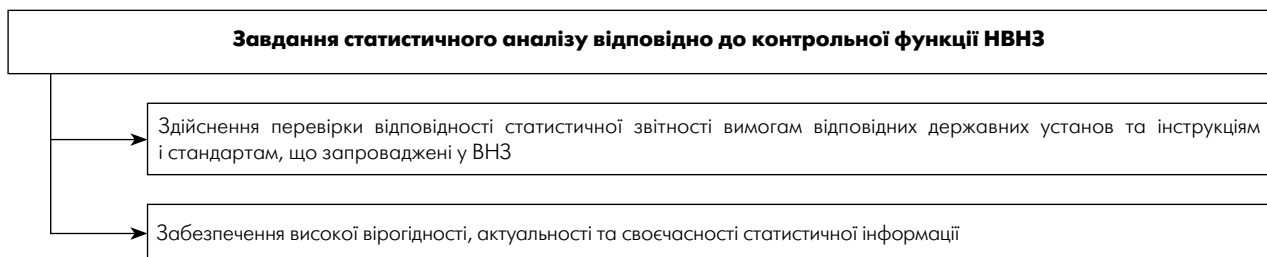 Завдання статистичного аналізу відповідно до контрольної функції НВНЗ
Здійснення перевірки відповідності статистичної звітності вимогам відповідних державних установ та інструкціям
і стандартам, що запроваджені у ВНЗ
Забезпечення високої вірогідності, актуальності та своєчасності статистичної інформації